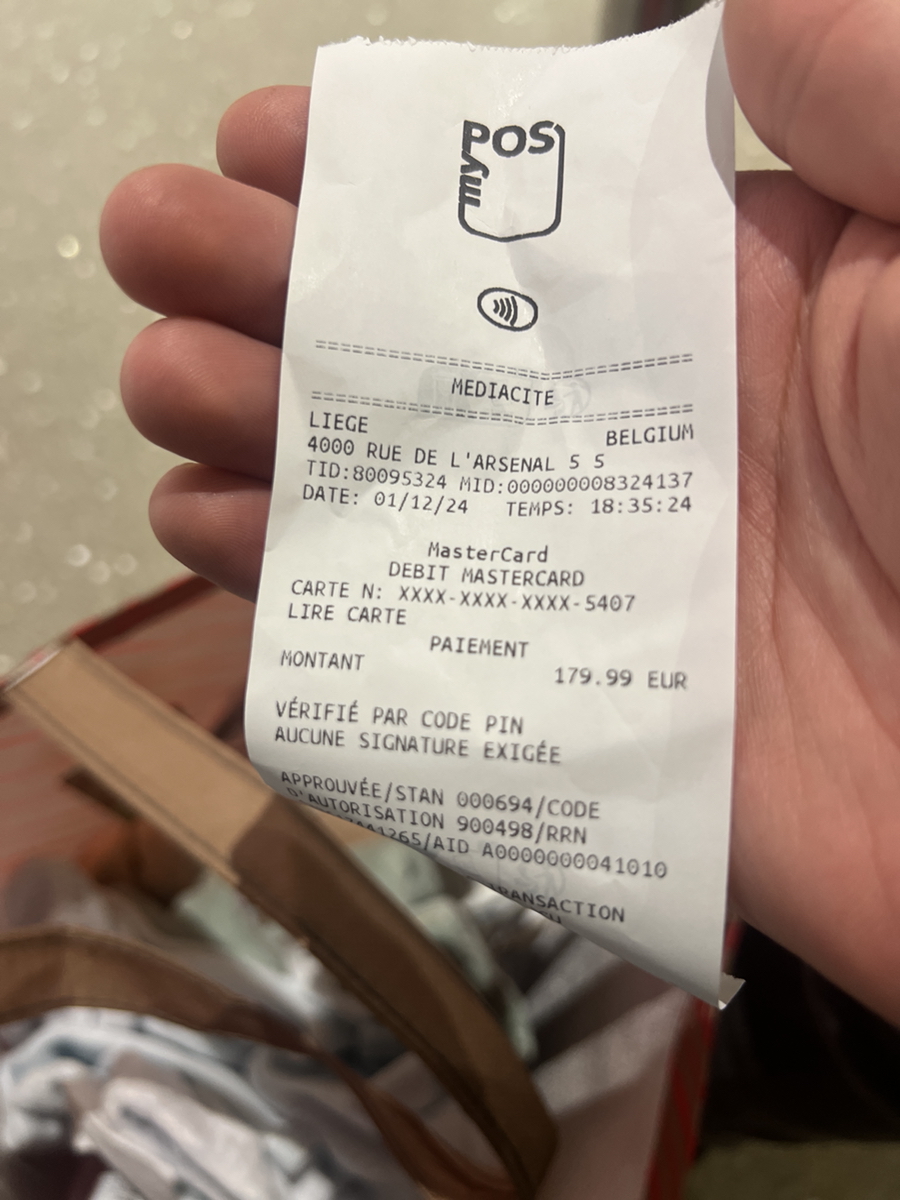 my POS
MEDIACITE
LIEGE BELGIUM
4000 RUE DE L'ARSENAL 5 5
TID:80095324 MID:000000008324137
DATE: 01/12/24 TEMPS: 18:35:24
MasterCard
DEBIT MASTERCARD
CARTE N: XXXX-XXXX-XXXX-5407
LIRE CARTE
PAIEMENT
MONTANT 179.99 EUR
VÉRIFIÉ PAR CODE PIN
AUCUNE SIGNATURE EXIGÉE
APPROUVÉE/STAN 000694/CODE
D'AUTORISATION 900498/RRN
/AID A0000000041010
TRANSACTION